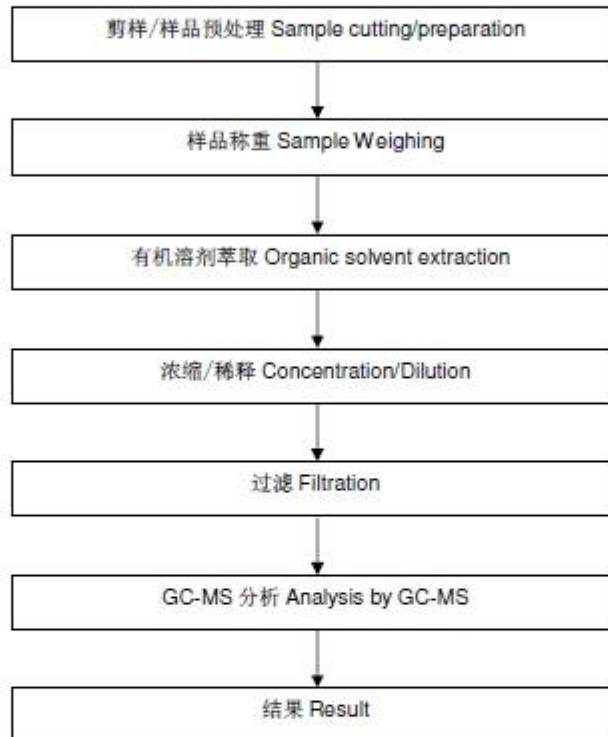 剪样/样品预处理 Sample cutting/preparation
样品称重 Sample Weighing
有机溶剂萃取 Organic solvent extraction
浓缩/稀释 Concentration/Dilution
过滤 Filtration
GC-MS 分析 Analysis by GC-MS
结果 Result